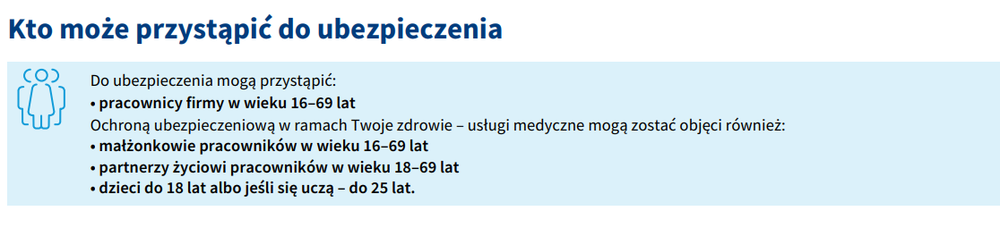 Kto może przystąpić do ubezpieczenia
Do ubezpieczenia mogą przystąpić:
• pracownicy firmy w wieku 16–69 lat
Ochroną ubezpieczeniową w ramach Twoje zdrowie – usługi medyczne mogą zostać objęci również:
• małżonkowie pracowników w wieku 16–69 lat
• partnerzy życiowi pracowników w wieku 18–69 lat
• dzieci do 18 lat albo jeśli się uczą – do 25 lat.